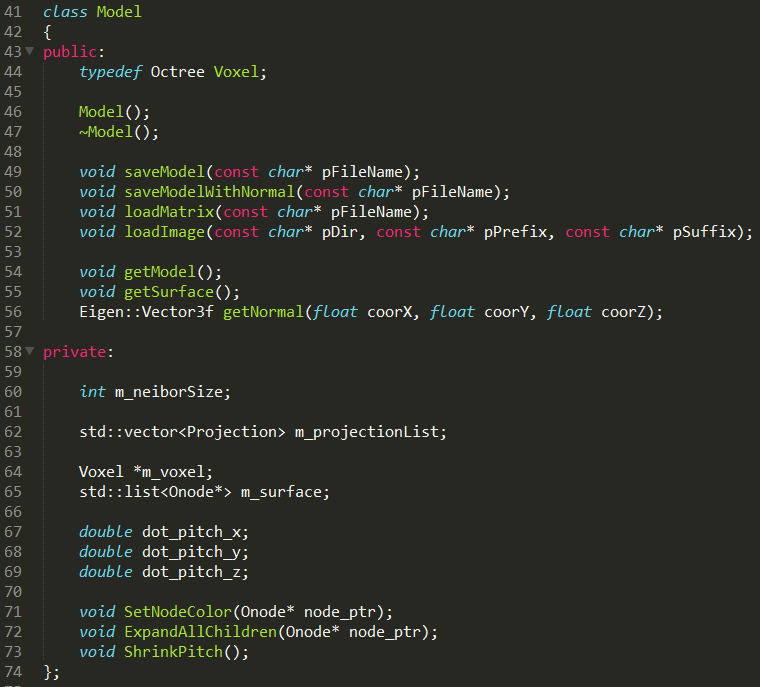 41 class Model
42 {
43 public:
44     typedef Octree Voxel;
45
46     Model();
47     ~Model();
48
49     void saveModel(const char* pFileName);
50     void saveModelWithNormal(const char* pFileName);
51     void loadMatrix(const char* pFileName);
52     void loadImage(const char* pDir, const char* pPrefix, const char* pSuffix);
53
54     void getModel();
55     void getSurface();
56     Eigen::Vector3f getNormal(float coorX, float coorY, float coorZ);
57
58 private:
59
60     int m_neiborSize;
61
62     std::vector<Projection> m_projectionList;
63
64     Voxel *m_voxel;
65     std::list<Onode*> m_surface;
66
67     double dot_pitch_x;
68     double dot_pitch_y;
69     double dot_pitch_z;
70
71     void SetNodeColor(Onode* node_ptr);
72     void ExpandAllChildren(Onode* node_ptr);
73     void ShrinkPitch();
74 };